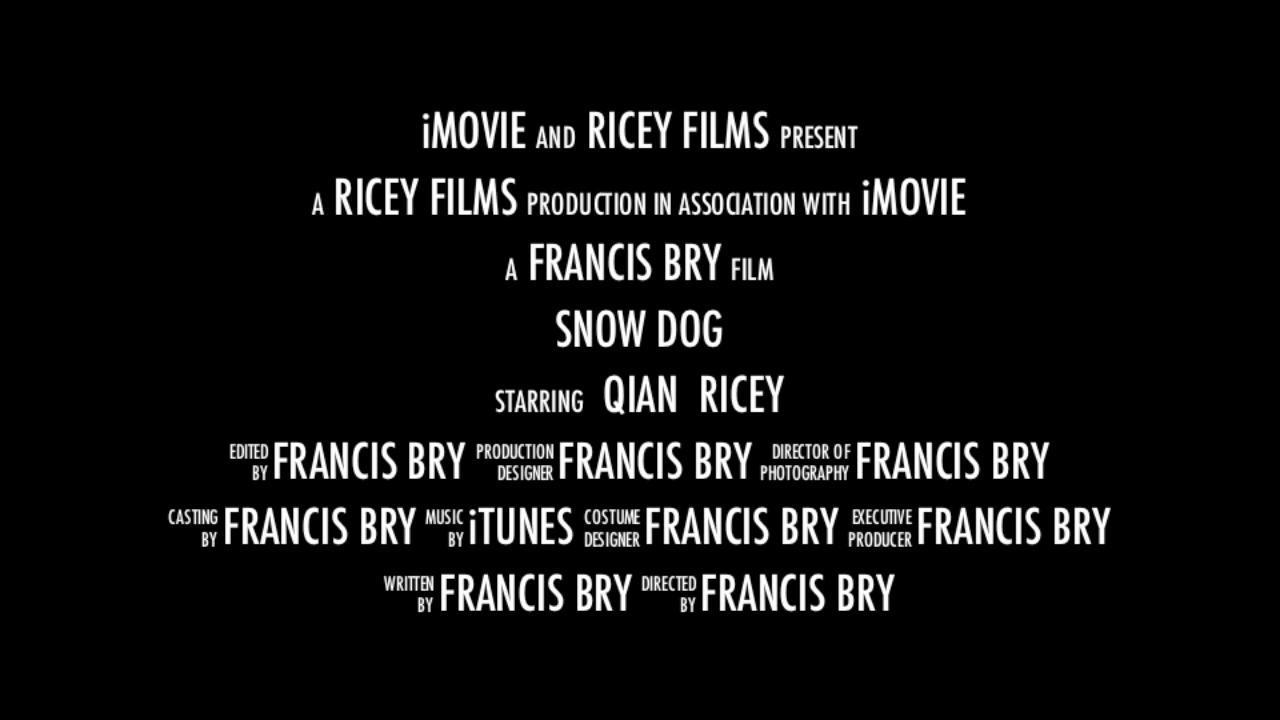 iMOVIE AND RICEY FILMS PRESENT
A RICEY FILMS PRODUCTION IN ASSOCIATION WITH iMOVIE
A FRANCIS BRY FILM
SNOW DOG
STARRING QIAN RICEY
EDITED BY FRANCIS BRY PRODUCTION DESIGNER FRANCIS BRY DIRECTOR OF PHOTOGRAPHY FRANCIS BRY
CASTING BY FRANCIS BRY MUSIC BY iTUNES COSTUME DESIGNER FRANCIS BRY EXECUTIVE PRODUCER FRANCIS BRY
WRITTEN BY FRANCIS BRY DIRECTED BY FRANCIS BRY